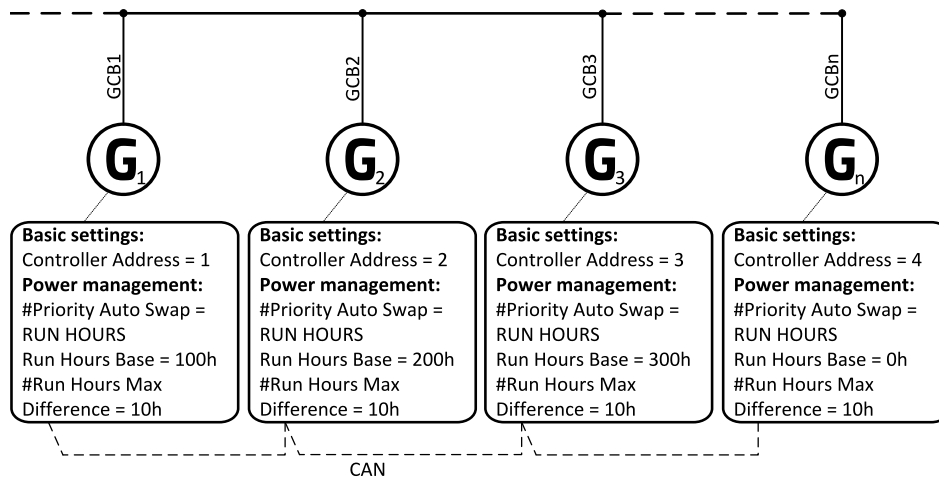 GCB1
GCB2
GCB3
GCBn
G1
G2
G3
Gn
Basic settings:
Controller Address = 1
Power management:
#Priority Auto Swap =
RUN HOURS
Run Hours Base = 100h
#Run Hours Max
Difference = 10h
Basic settings:
Controller Address = 2
Power management:
#Priority Auto Swap =
RUN HOURS
Run Hours Base = 200h
#Run Hours Max
Difference = 10h
Basic settings:
Controller Address = 3
Power management:
#Priority Auto Swap =
RUN HOURS
Run Hours Base = 300h
#Run Hours Max
Difference = 10h
Basic settings:
Controller Address = 4
Power management:
#Priority Auto Swap =
RUN HOURS
Run Hours Base = 0h
#Run Hours Max
Difference = 10h
CAN